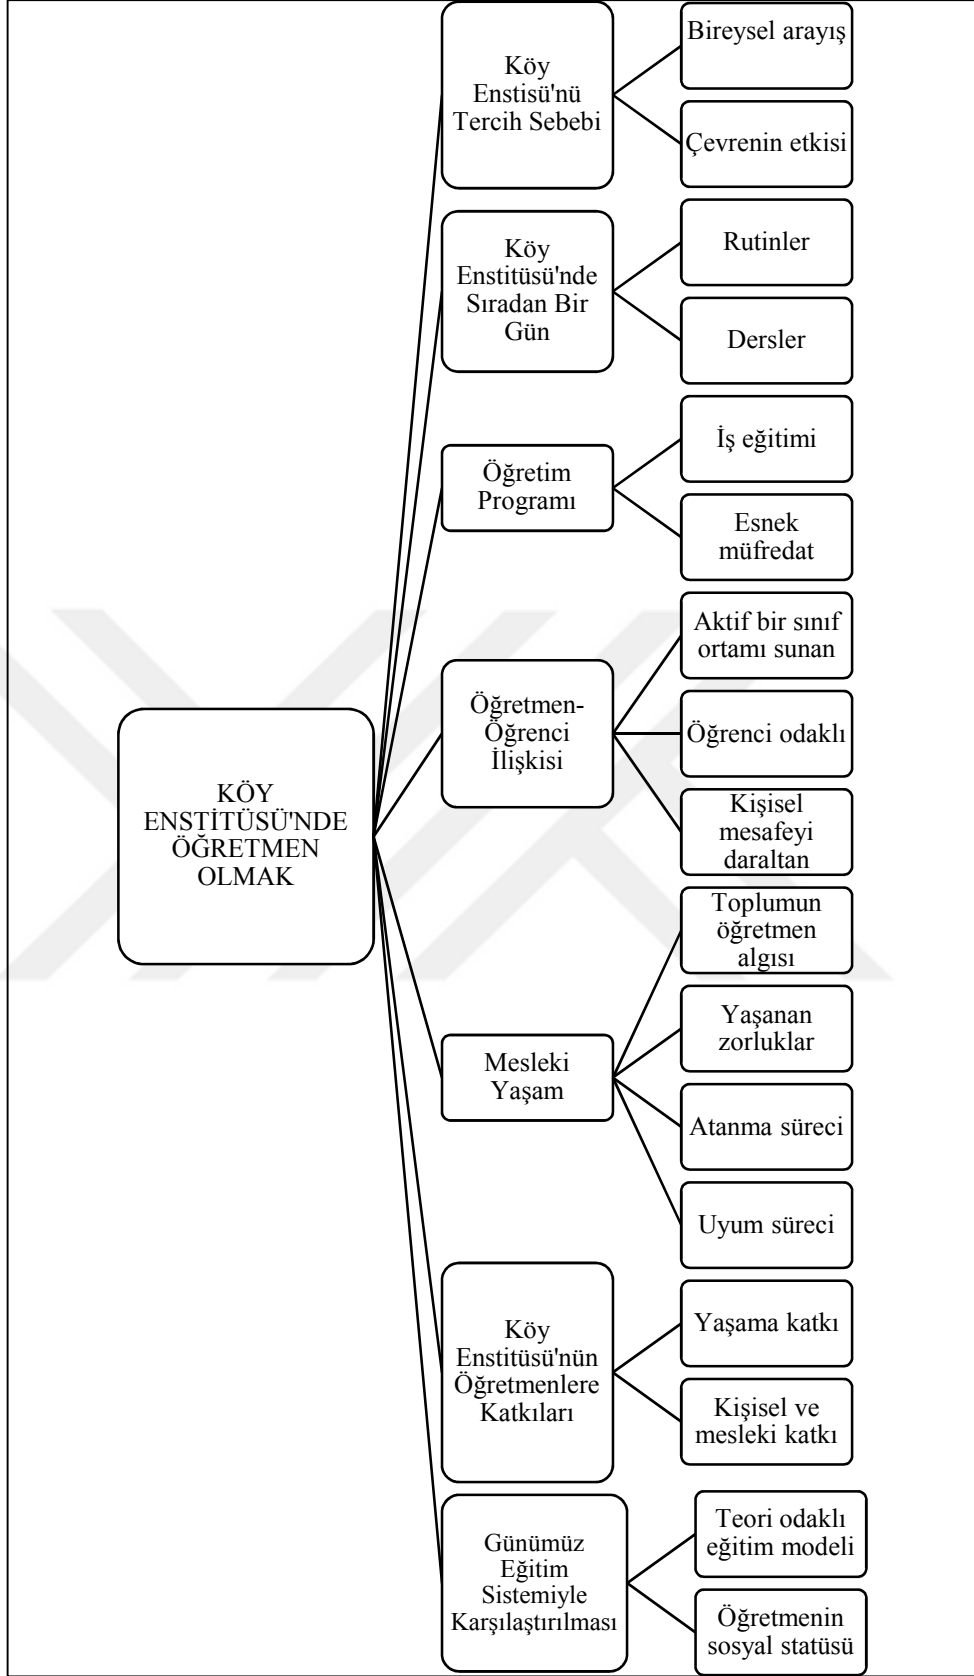 KÖY
ENSTİTÜSÜ'NDE
ÖĞRETMEN
OLMAK
Köy
Enstisü'nü
Tercih Sebebi
Bireysel arayış
Çevrenin etkisi
Köy
Enstitüsü'nde
Sıradan Bir
Gün
Rutinler
Dersler
Öğretim
Programı
İş eğitimi
Esnek
müfredat
Öğretmen-
Öğrenci
İlişkisi
Aktif bir sınıf
ortamı sunan
Öğrenci odaklı
Kişisel
mesafeyi
daraltan
Mesleki
Yaşam
Toplumun
öğretmen
algısı
Yaşanan
zorluklar
Atanma süreci
Uyum süreci
Köy
Enstitüsü'nün
Öğretmenlere
Katkıları
Yaşama katkı
Kişisel ve
mesleki katkı
Günümüz
Eğitim
Sistemiyle
Karşılaştırılması
Teori odaklı
eğitim modeli
Öğretmenin
sosyal statüsü